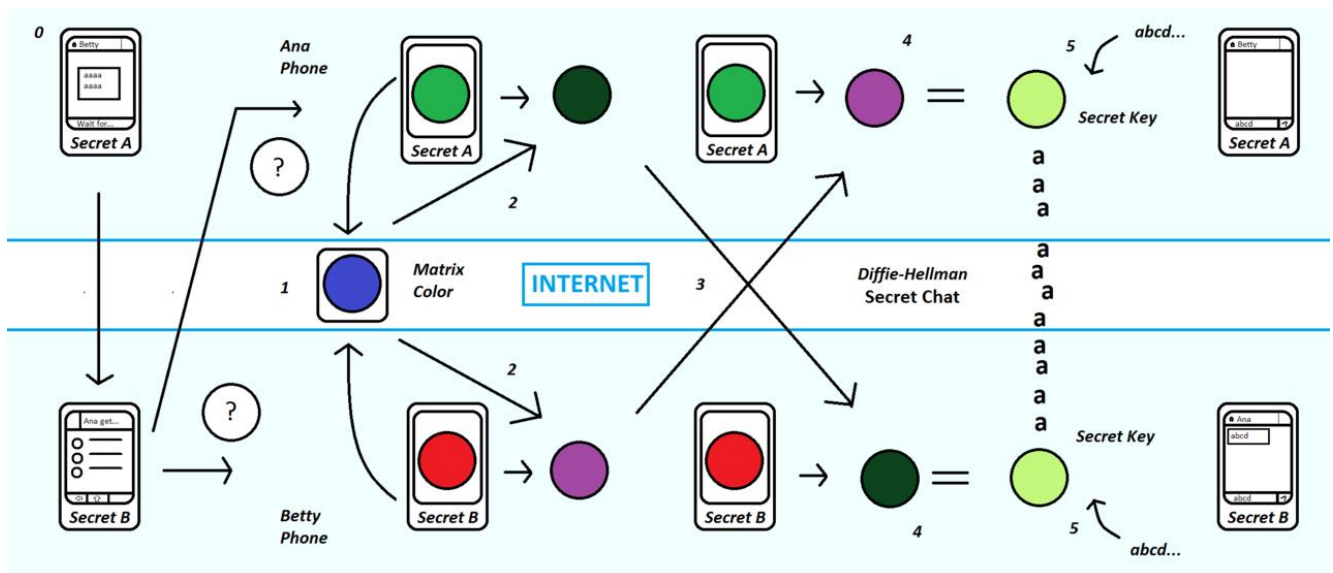 0
Betty
aaaa
aaaa
Wait for...
Secret A
Ana
Phone
?
Secret A
2
Secret A
4
5
abcd...
Secret Key
Betty
abcd
Secret A
a
a
a
1
Matrix
Color
INTERNET
3
Diffie-Hellman
Secret Chat
a
a
a
a
a
a
a
a
Ana get...
Secret B
?
Betty
Phone
2
Secret B
Secret B
4
Secret Key
5
abcd...
Ana
abcd
abcd
Secret B